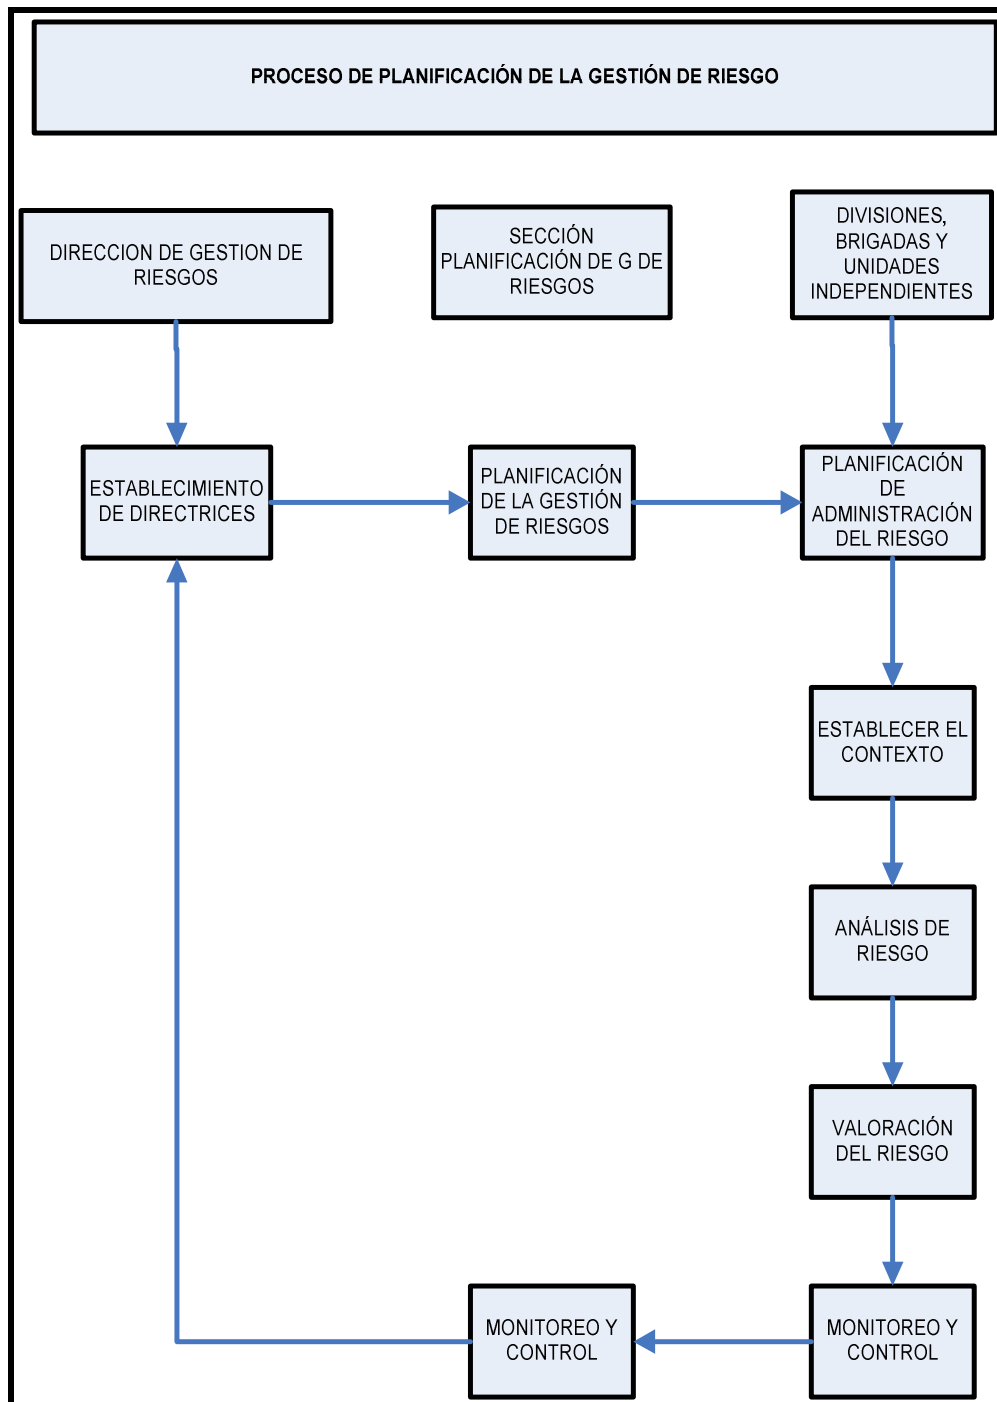 PROCESO DE PLANIFICACIÓN DE LA GESTIÓN DE RIESGO
DIRECCION DE GESTION DE
RIESGOS
SECCIÓN
PLANIFICACIÓN DE G DE
RIESGOS
DIVISIONES,
BRIGADAS Y
UNIDADES
INDEPENDIENTES
ESTABLECIMIENTO
DE DIRECTRICES
PLANIFICACIÓN
DE LA GESTIÓN
DE RIESGOS
PLANIFICACIÓN
DE
ADMINISTRACIÓN
DEL RIESGO
ESTABLECER EL
CONTEXTO
ANÁLISIS DE
RIESGO
VALORACIÓN
DEL RIESGO
MONITOREO Y
CONTROL
MONITOREO Y
CONTROL